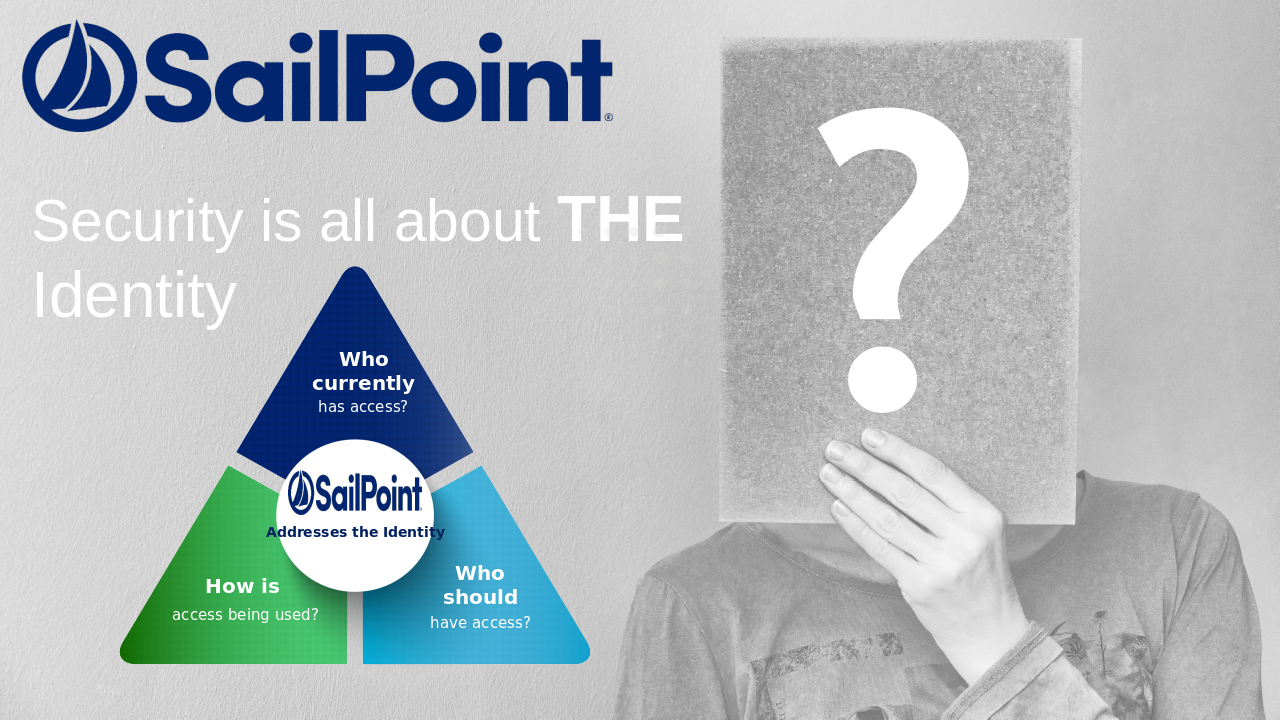 SailPoint®
Security is all about THE
Identity
?
Who
currently
has access?
SailPoint
Addresses the Identity
How is
access being used?
Who
should
have access?